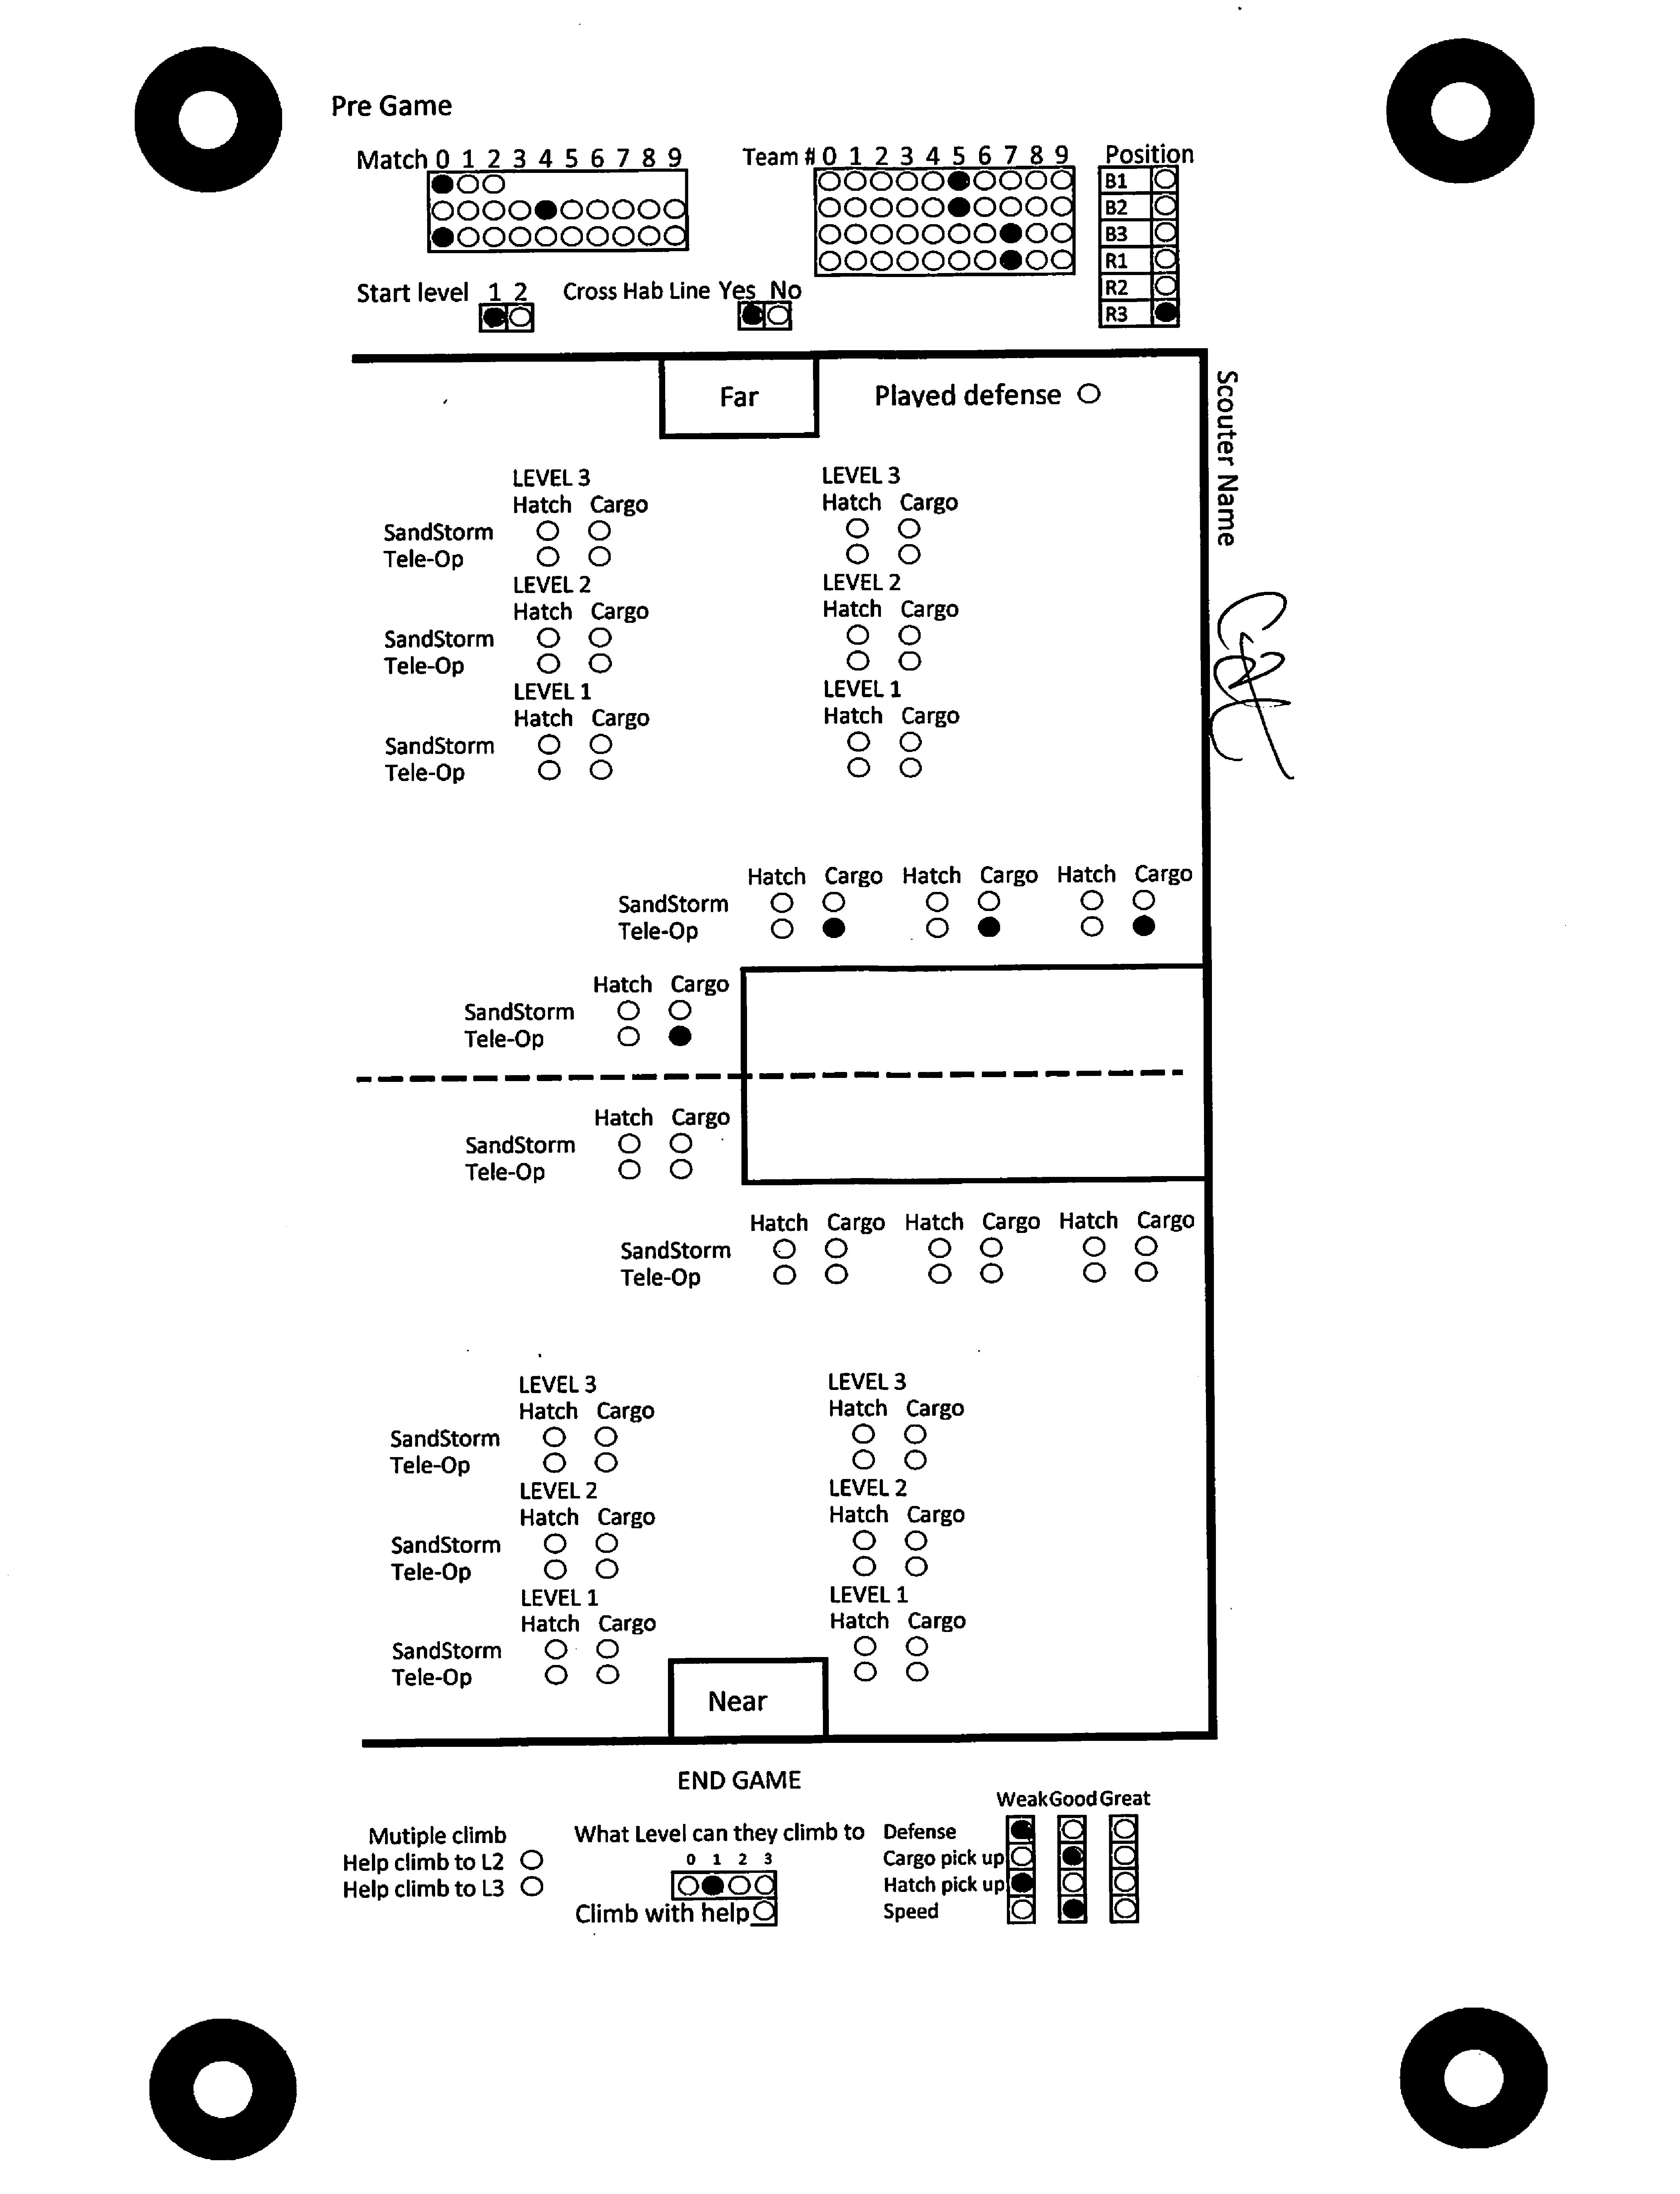 Pre Game
Match 0 1 2 3 4 5 6 7 8 9
Team # 0 1 2 3 4 5 6 7 8 9
Position
B1
B2
B3
R1
R2
R3
Start level 1 2
Cross Hab Line Yes No
Far
Played defense
Scouter Name
LEVEL 3 LEVEL 3
Hatch Cargo Hatch Cargo
SandStorm
Tele-Op
LEVEL 2 LEVEL 2
Hatch Cargo Hatch Cargo
SandStorm
Tele-Op
LEVEL 1 LEVEL 1
Hatch Cargo Hatch Cargo
SandStorm
Tele-Op
Hatch Cargo Hatch Cargo Hatch Cargo
SandStorm
Tele-Op
Hatch Cargo
SandStorm
Tele-Op
Hatch Cargo
SandStorm
Tele-Op
Hatch Cargo Hatch Cargo Hatch Cargo
SandStorm
Tele-Op
LEVEL 3 LEVEL 3
Hatch Cargo Hatch Cargo
SandStorm
Tele-Op
LEVEL 2 LEVEL 2
Hatch Cargo Hatch Cargo
SandStorm
Tele-Op
LEVEL 1 LEVEL 1
Hatch Cargo Hatch Cargo
SandStorm
Tele-Op
Near
END GAME
Mutiple climb
Help climb to L2
Help climb to L3
What Level can they climb to
0 1 2 3
Climb with help
Weak Good Great
Defense
Cargo pick up
Hatch pick up
Speed